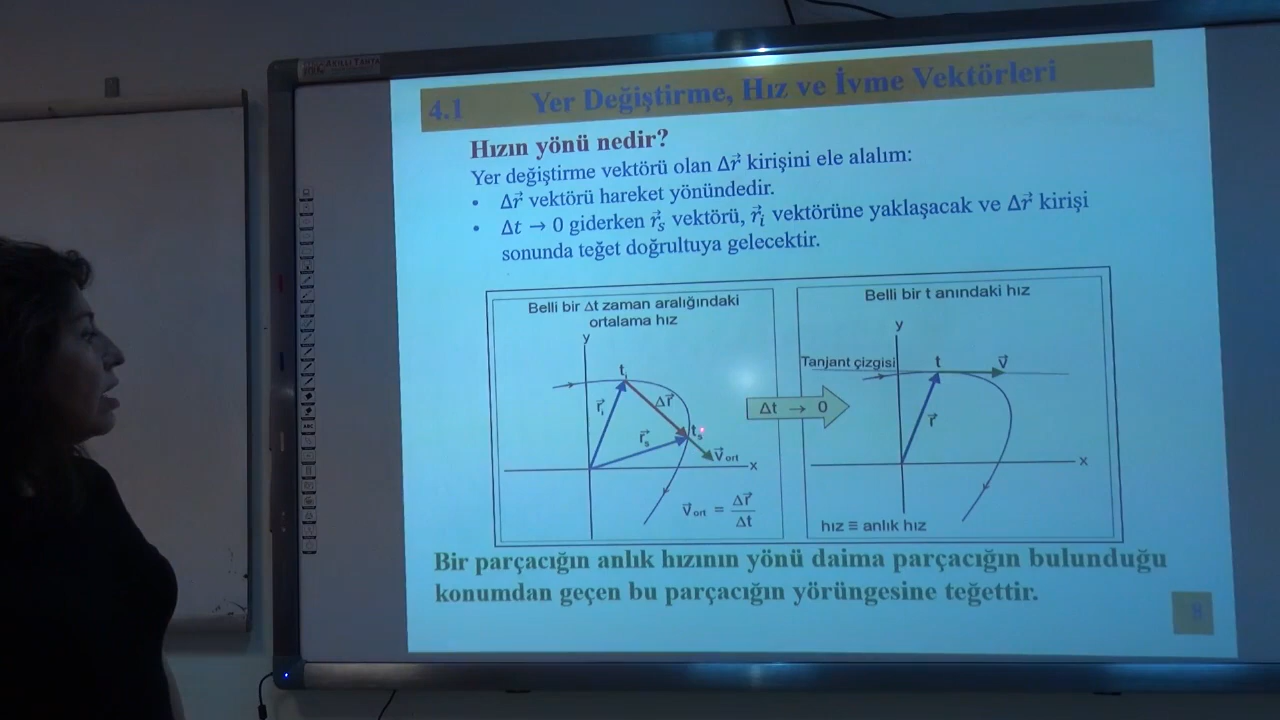 AKILLI TAHTA
4.1 Yer Değiştirme, Hız ve İvme Vektörleri
Hızın yönü nedir?
Yer değiştirme vektörü olan Δr⃗ kirişini ele alalım:
• Δr⃗ vektörü hareket yönündedir.
• Δt → 0 giderken r⃗s vektörü, r⃗i vektörüne yaklaşacak ve Δr⃗ kirişi
sonunda teğet doğrultuya gelecektir.
Belli bir Δt zaman aralığındaki
ortalama hız
y
ti
r⃗i
Δr⃗
r⃗s
ts
v⃗ort
x
v⃗ort = Δr⃗ / Δt
Δt → 0
Belli bir t anındaki hız
y
Tanjant çizgisi
t
v⃗
r⃗
x
hız ≡ anlık hız
Bir parçacığın anlık hızının yönü daima parçacığın bulunduğu
konumdan geçen bu parçacığın yörüngesine teğettir.
8